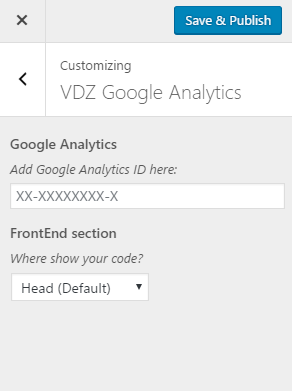 Save & Publish
Customizing
VDZ Google Analytics
Google Analytics
Add Google Analytics ID here:
XX-XXXXXXXX-X
FrontEnd section
Where show your code?
Head (Default)